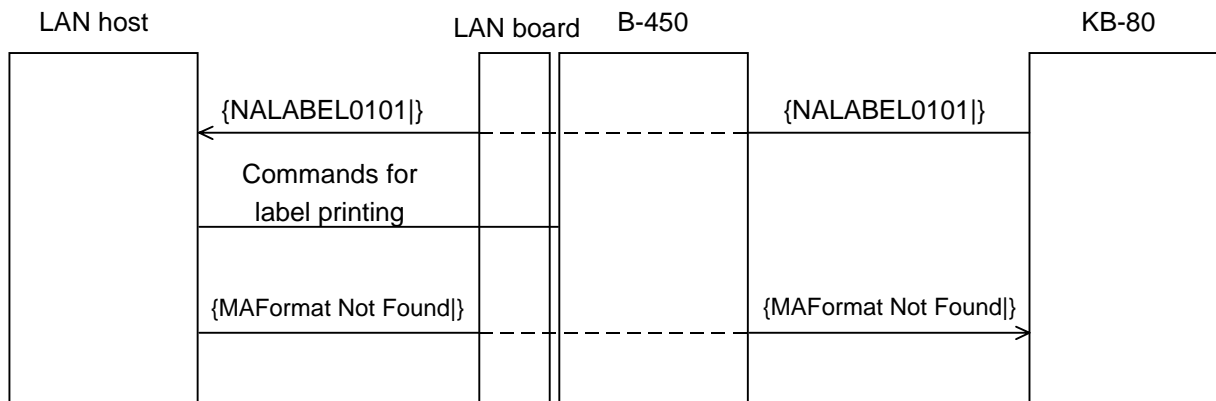 LAN host
LAN board
B-450
KB-80
{NALABEL0101|}
{NALABEL0101|}
Commands for
label printing
{MAFormat Not Found|}
{MAFormat Not Found|}